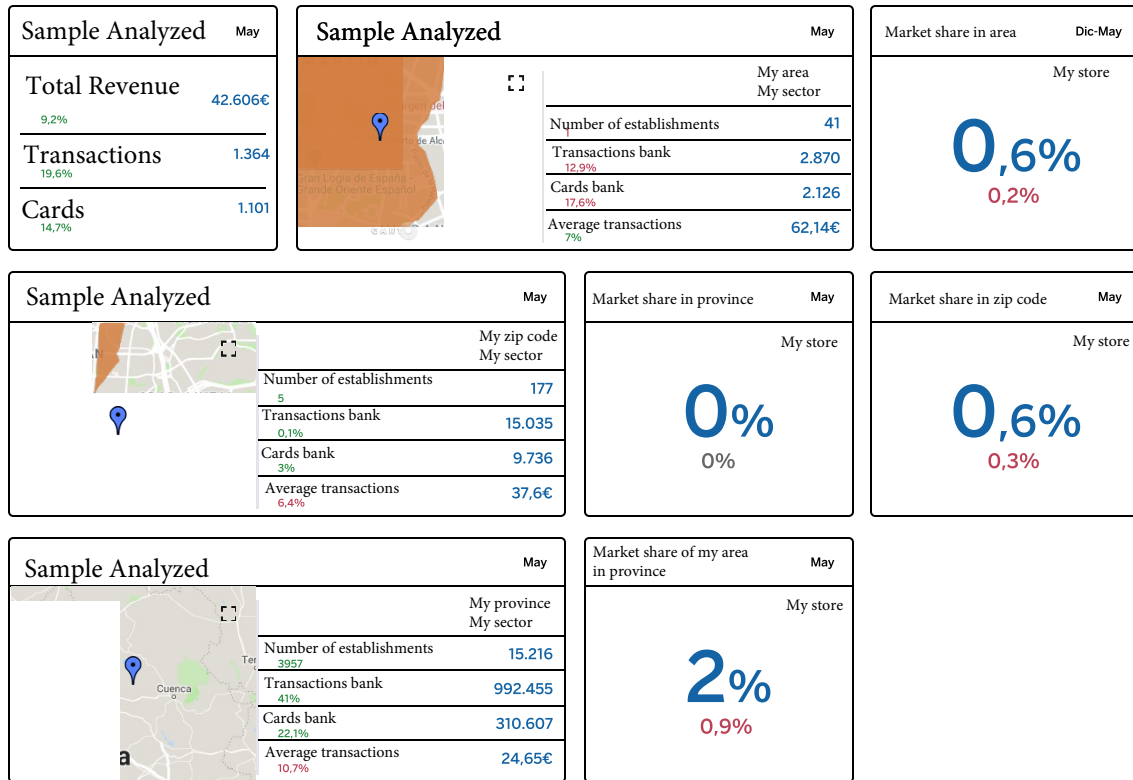 Sample Analyzed
May
Total Revenue
42.606€
9,2%
Transactions
1.364
19,6%
Cards
1.101
14,7%
Sample Analyzed
May
My area
My sector
Number of establishments
41
Transactions bank
2.870
12,9%
Cards bank
2.126
17,6%
Average transactions
62,14€
7%
Gran Logia de España -
Grande Oriente Español
Market share in area
Dic-May
My store
0,6%
0,2%
Sample Analyzed
May
My zip code
My sector
Number of establishments
177
5
Transactions bank
15.035
0,1%
Cards bank
9.736
3%
Average transactions
37,6€
6,4%
Market share in province
May
My store
0%
0%
Market share in zip code
May
My store
0,6%
0,3%
Sample Analyzed
May
My province
My sector
Number of establishments
15.216
3957
Transactions bank
992.455
41%
Cards bank
310.607
22,1%
Average transactions
24,65€
10,7%
Cuenca
Ter
a
Market share of my area
in province
May
My store
2%
0,9%